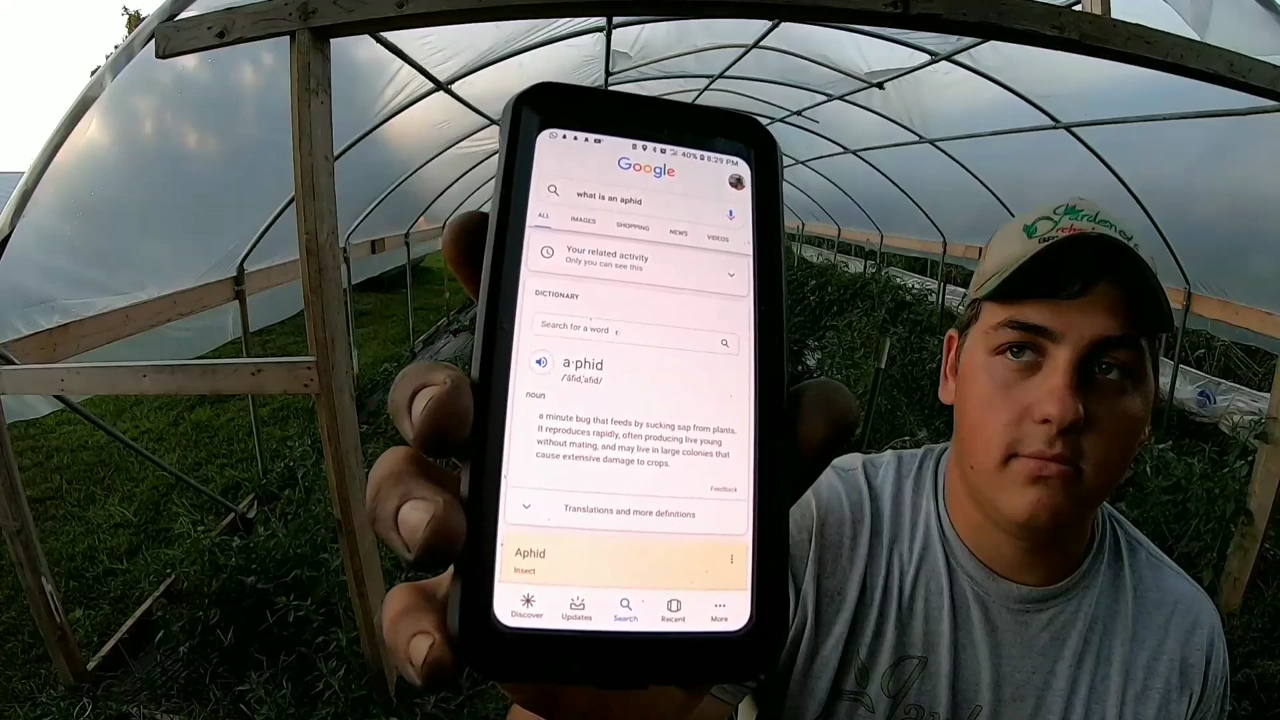 40% 8:29 PM
Google
what is an aphid
ALL IMAGES SHOPPING NEWS VIDEOS
Your related activity
Only you can see this
DICTIONARY
Search for a word
a·phid
/ˈāfid,ˈafid/
noun
a minute bug that feeds by sucking sap from plants.
It reproduces rapidly, often producing live young
without mating, and may live in large colonies that
cause extensive damage to crops.
Feedback
Translations and more definitions
Aphid
Insect
Discover Updates Search Recent More